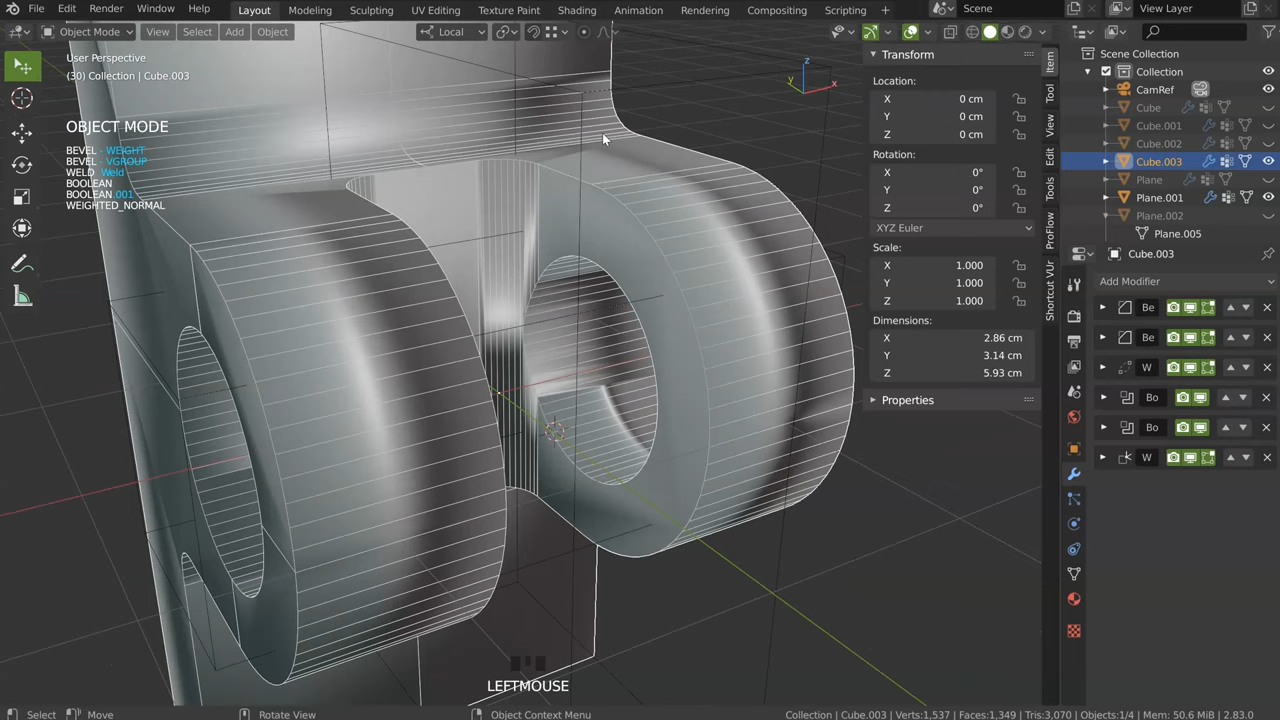 File Edit Render Window Help Layout Modeling Sculpting UV Editing Texture Paint Shading Animation Rendering Compositing Scripting + Scene View Layer
Object Mode View Select Add Object Local
User Perspective
(30) Collection | Cube.003
OBJECT MODE
BEVEL - WEIGHT
BEVEL - VGROUP
WELD Weld
BOOLEAN
BOOLEAN.001
WEIGHTED_NORMAL
z
y
x
Transform
Location:
X 0 cm
Y 0 cm
Z 0 cm
Rotation:
X 0°
Y 0°
Z 0°
XYZ Euler
Scale:
X 1.000
Y 1.000
Z 1.000
Dimensions:
X 2.86 cm
Y 3.14 cm
Z 5.93 cm
Properties
Item
Tool
View
Edit
Tools
ProFlow
Shortcut VUr
Scene Collection
Collection
CamRef
Cube
Cube.001
Cube.002
Cube.003
Plane
Plane.001
Plane.002
Plane.005
Cube.003
Add Modifier
Be
Be
W
Bo
Bo
W
LEFTMOUSE
Select Move Rotate View Object Context Menu Collection | Cube.003 | Verts:1,537 | Faces:1,349 | Tris:3,070 | Objects:1/4 | Mem: 50.6 MiB | 2.83.0